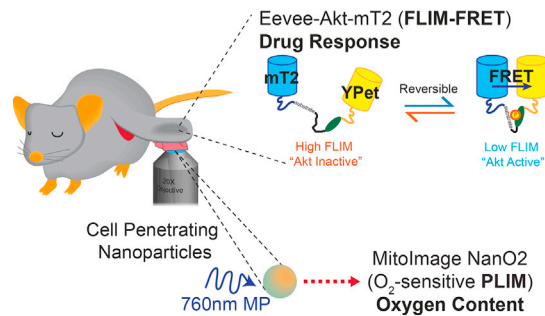 Eevee-Akt-mT2 (FLIM-FRET)
Drug Response
mT2
YPet
substrate
Reversible
FRET
High FLIM
"Akt Inactive"
Low FLIM
"Akt Active"
20X
Objective
Cell Penetrating
Nanoparticles
760nm MP
MitoImage NanO2
(O₂-sensitive PLIM)
Oxygen Content